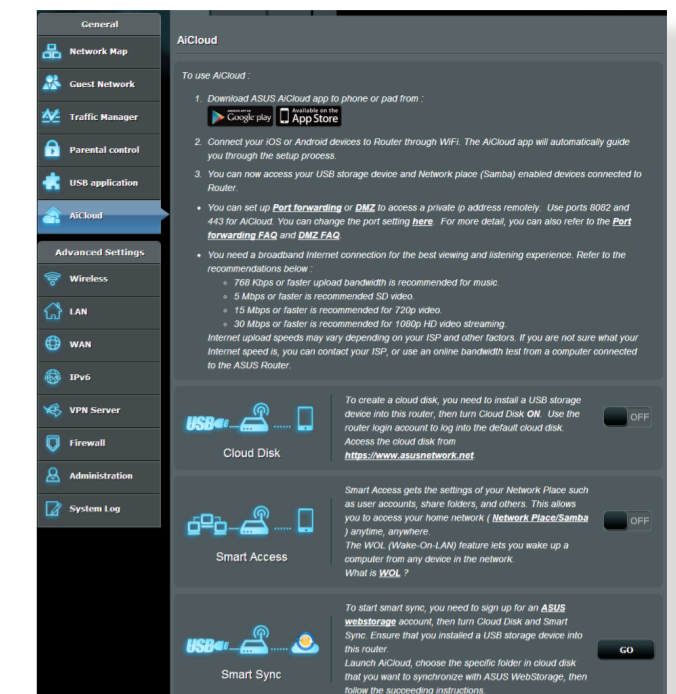 General
Network Map
Guest Network
Traffic Manager
Parental control
USB application
AiCloud
Advanced Settings
Wireless
LAN
WAN
IPv6
VPN Server
Firewall
Administration
System Log
AiCloud
To use AiCloud :
1. Download ASUS AiCloud app to phone or pad from :
ANDROID APP ON
Google play
Available on the
App Store
2. Connect your iOS or Android devices to Router through WiFi. The AiCloud app will automatically guide
you through the setup process.
3. You can now access your USB storage device and Network place (Samba) enabled devices connected to
Router.
• You can set up Port forwarding or DMZ to access a private ip address remotely. Use ports 8082 and
443 for AiCloud. You can change the port setting here. For more detail, you can also refer to the Port
forwarding FAQ and DMZ FAQ.
• You need a broadband Internet connection for the best viewing and listening experience. Refer to the
recommendations below :
◦ 768 Kbps or faster upload bandwidth is recommended for music.
◦ 5 Mbps or faster is recommended SD video.
◦ 15 Mbps or faster is recommended for 720p video.
◦ 30 Mbps or faster is recommended for 1080p HD video streaming.
Internet upload speeds may vary depending on your ISP and other factors. If you are not sure what your
Internet speed is, you can contact your ISP, or use an online bandwidth test from a computer connected
to the ASUS Router.
USB
Cloud Disk
To create a cloud disk, you need to install a USB storage
device into this router, then turn Cloud Disk ON. Use the
router login account to log into the default cloud disk.
Access the cloud disk from
https://www.asusnetwork.net.
OFF
Smart Access
Smart Access gets the settings of your Network Place such
as user accounts, share folders, and others. This allows
you to access your home network ( Network Place/Samba
) anytime, anywhere.
The WOL (Wake-On-LAN) feature lets you wake up a
computer from any device in the network.
What is WOL ?
OFF
USB
Smart Sync
To start smart sync, you need to sign up for an ASUS
webstorage account, then turn Cloud Disk and Smart
Sync. Ensure that you installed a USB storage device into
this router.
Launch AiCloud, choose the specific folder in cloud disk
that you want to synchronize with ASUS WebStorage, then
follow the succeeding instructions
GO